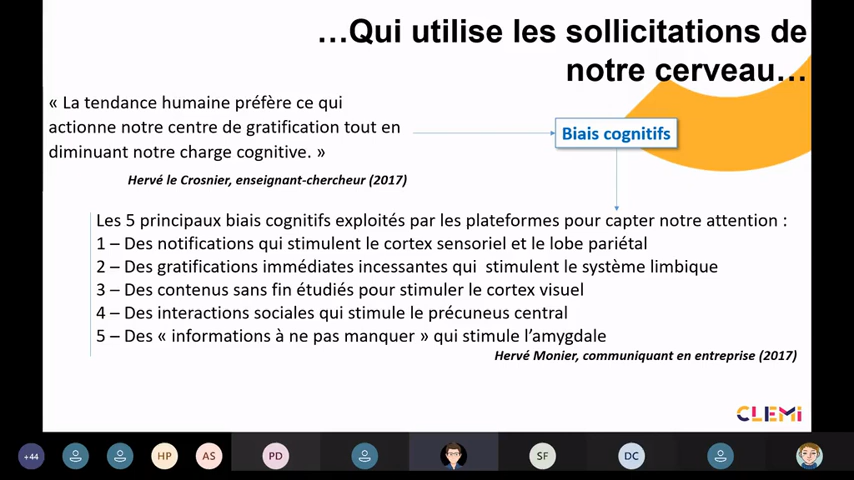 ...Qui utilise les sollicitations de
notre cerveau...
« La tendance humaine préfère ce qui
actionne notre centre de gratification tout en
diminuant notre charge cognitive. »
Hervé le Crosnier, enseignant-chercheur (2017)
Biais cognitifs
Les 5 principaux biais cognitifs exploités par les plateformes pour capter notre attention :
1 – Des notifications qui stimulent le cortex sensoriel et le lobe pariétal
2 – Des gratifications immédiates incessantes qui stimulent le système limbique
3 – Des contenus sans fin étudiés pour stimuler le cortex visuel
4 – Des interactions sociales qui stimule le précuneus central
5 – Des « informations à ne pas manquer » qui stimule l'amygdale
Hervé Monier, communiquant en entreprise (2017)
CLEMI
+44 HP AS PD SF DC